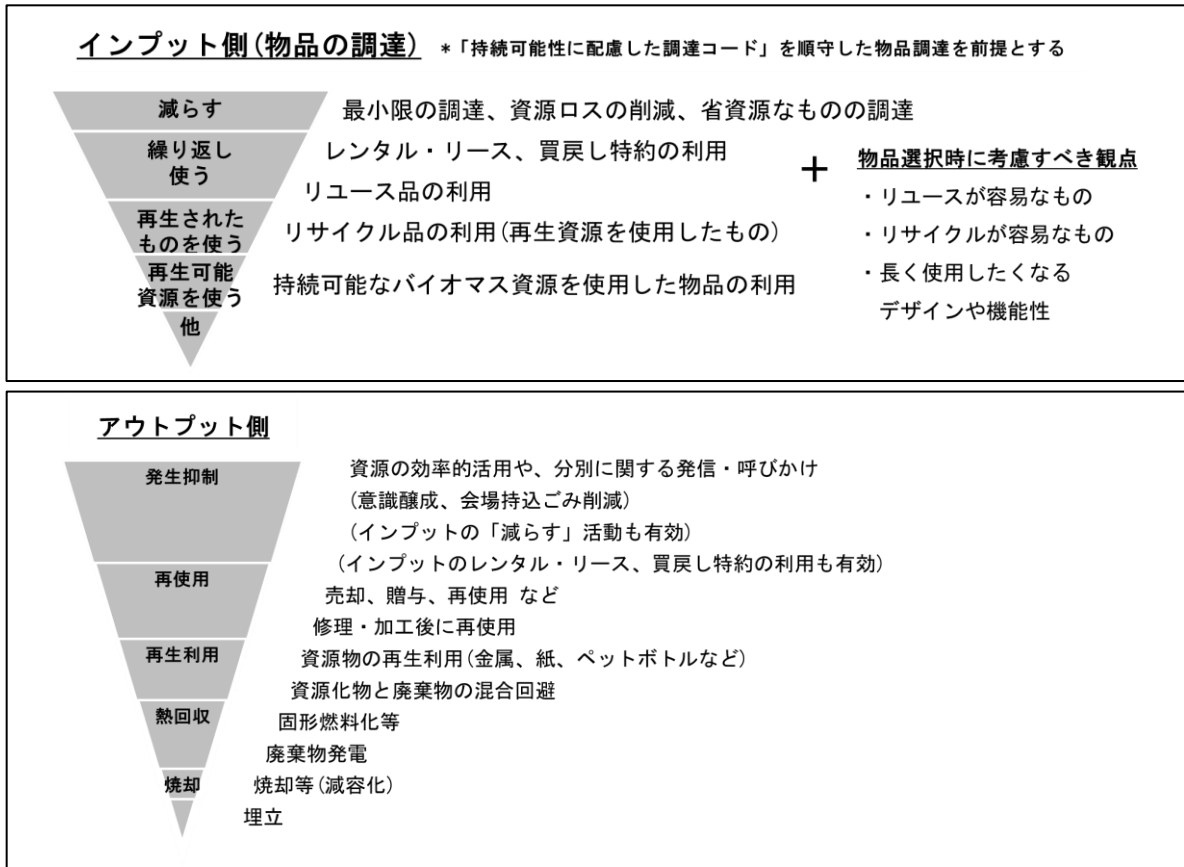 インプット側(物品の調達) *「持続可能性に配慮した調達コード」を順守した物品調達を前提とする
減らす 最小限の調達、資源ロスの削減、省資源なものの調達
繰り返し
使う
レンタル・リース、買戻し特約の利用
リユース品の利用
再生された
ものを使う
リサイクル品の利用(再生資源を使用したもの)
再生可能
資源を使う
持続可能なバイオマス資源を使用した物品の利用
他
+
物品選択時に考慮すべき観点
・リユースが容易なもの
・リサイクルが容易なもの
・長く使用したくなる
デザインや機能性
アウトプット側
発生抑制
資源の効率的活用や、分別に関する発信・呼びかけ
(意識醸成、会場持込ごみ削減)
(インプットの「減らす」活動も有効)
(インプットのレンタル・リース、買戻し特約の利用も有効)
再使用
売却、贈与、再使用 など
修理・加工後に再使用
再生利用
資源物の再生利用(金属、紙、ペットボトルなど)
資源化物と廃棄物の混合回避
熱回収
固形燃料化等
廃棄物発電
焼却
焼却等(減容化)
埋立